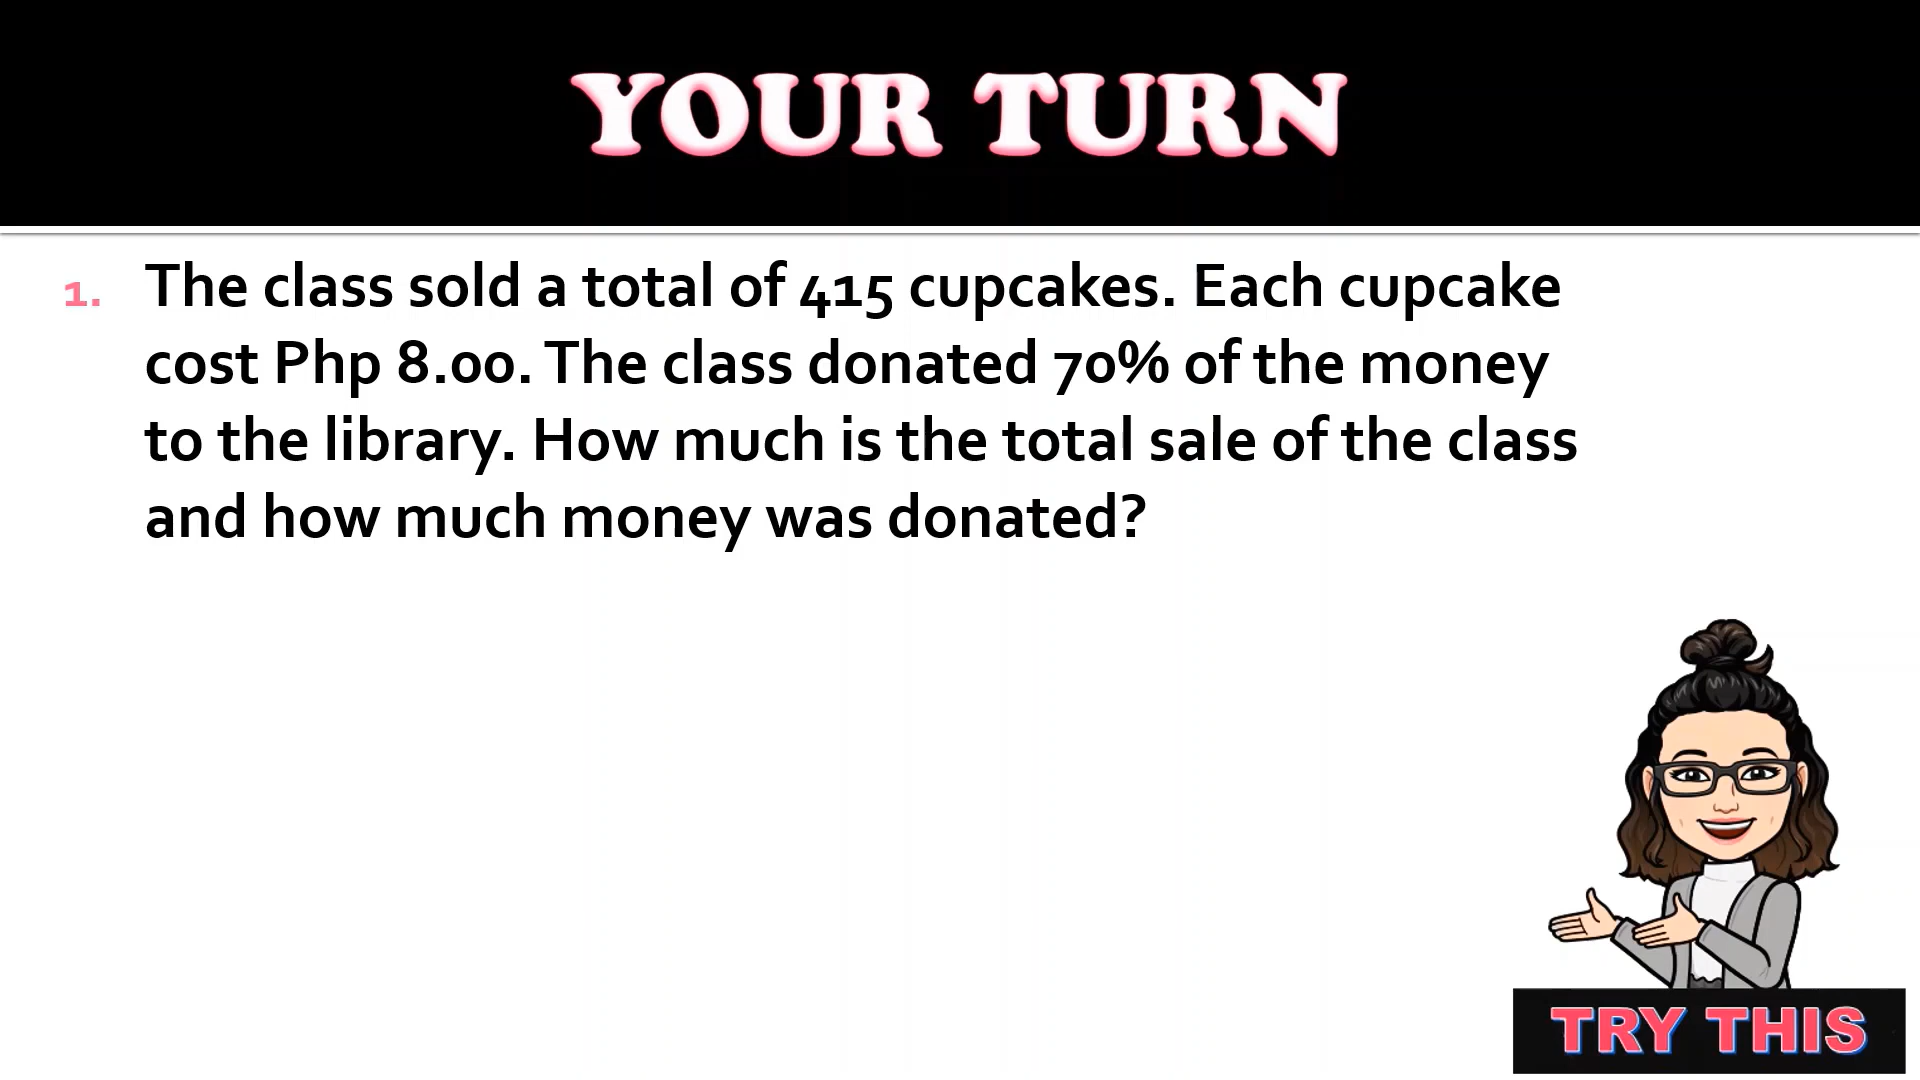 YOUR TURN
1. The class sold a total of 415 cupcakes. Each cupcake
cost Php 8.00. The class donated 70% of the money
to the library. How much is the total sale of the class
and how much money was donated?
TRY THIS